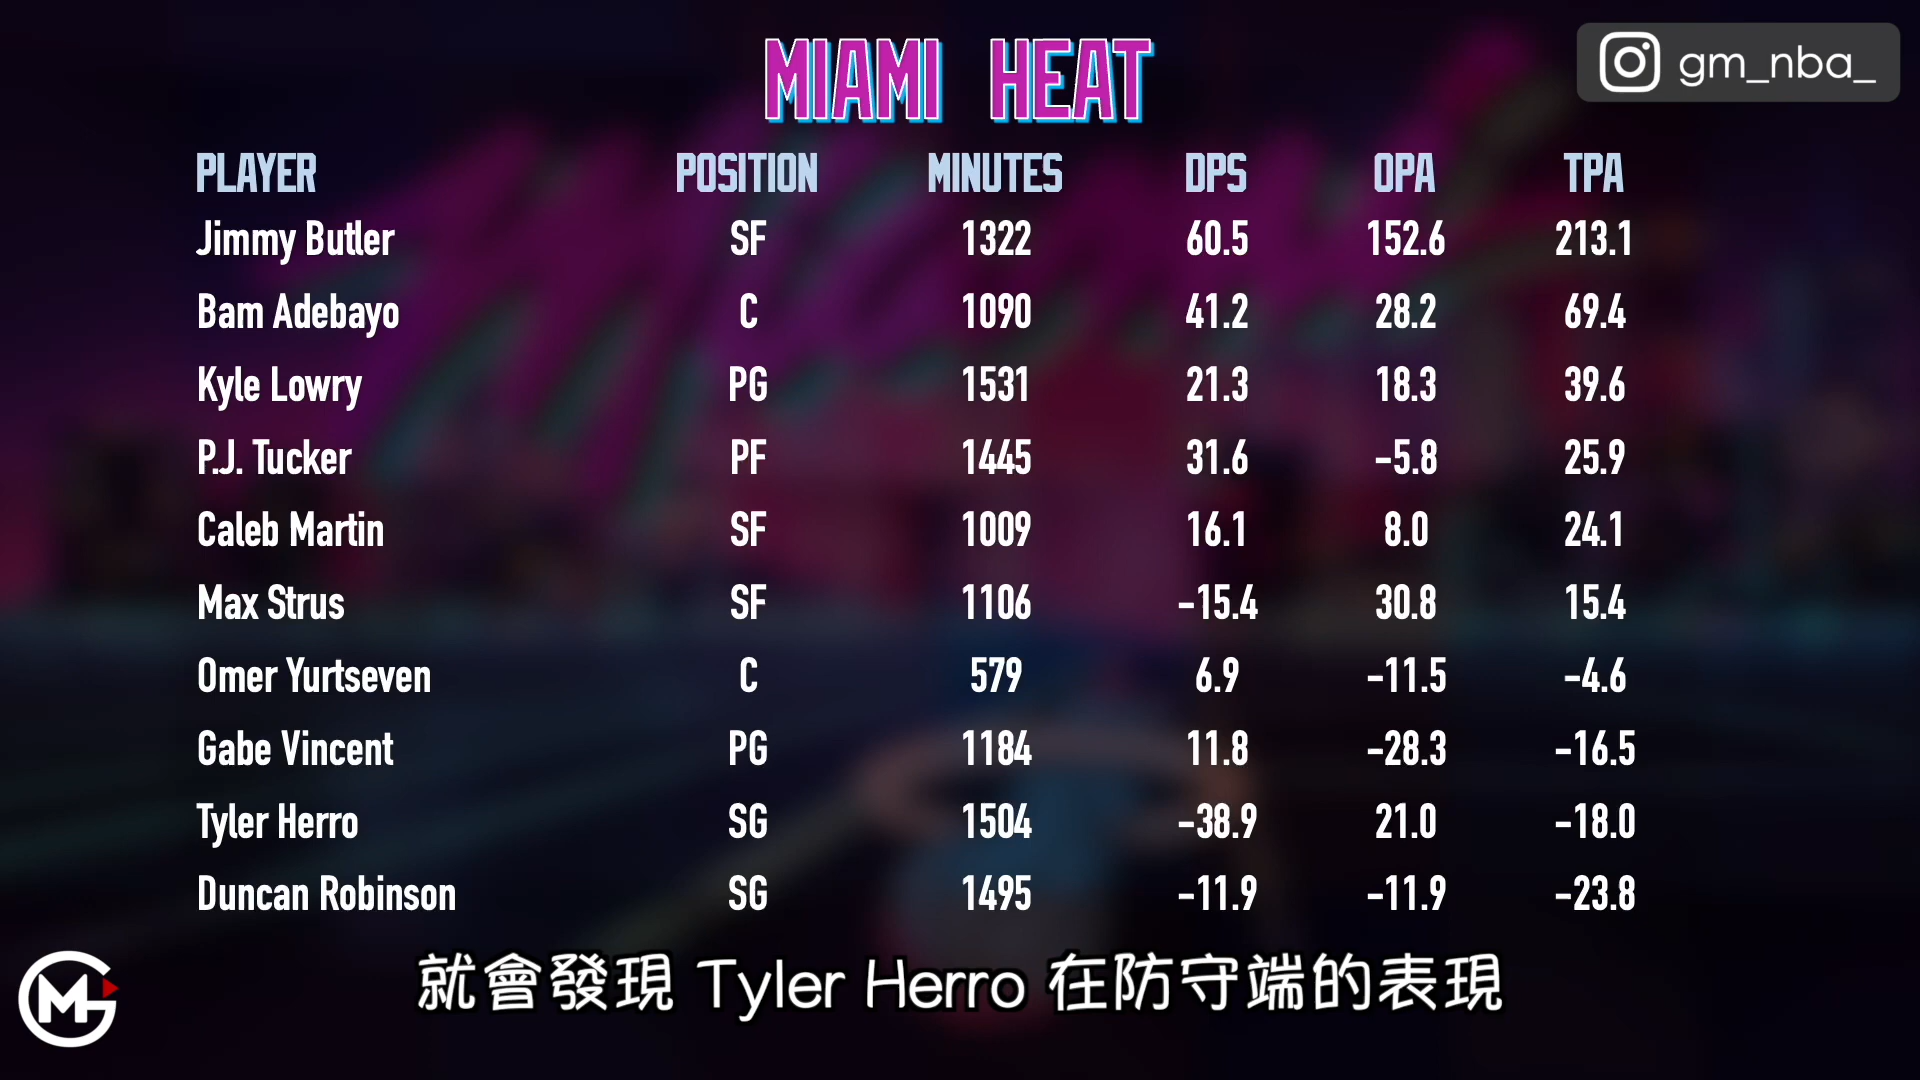 MIAMI HEAT
gm_nba_
PLAYER POSITION MINUTES DPS OPA TPA
Jimmy Butler SF 1322 60.5 152.6 213.1
Bam Adebayo C 1090 41.2 28.2 69.4
Kyle Lowry PG 1531 21.3 18.3 39.6
P.J. Tucker PF 1445 31.6 -5.8 25.9
Caleb Martin SF 1009 16.1 8.0 24.1
Max Strus SF 1106 -15.4 30.8 15.4
Omer Yurtseven C 579 6.9 -11.5 -4.6
Gabe Vincent PG 1184 11.8 -28.3 -16.5
Tyler Herro SG 1504 -38.9 21.0 -18.0
Duncan Robinson SG 1495 -11.9 -11.9 -23.8
就會發現 Tyler Herro 在防守端的表現
GM